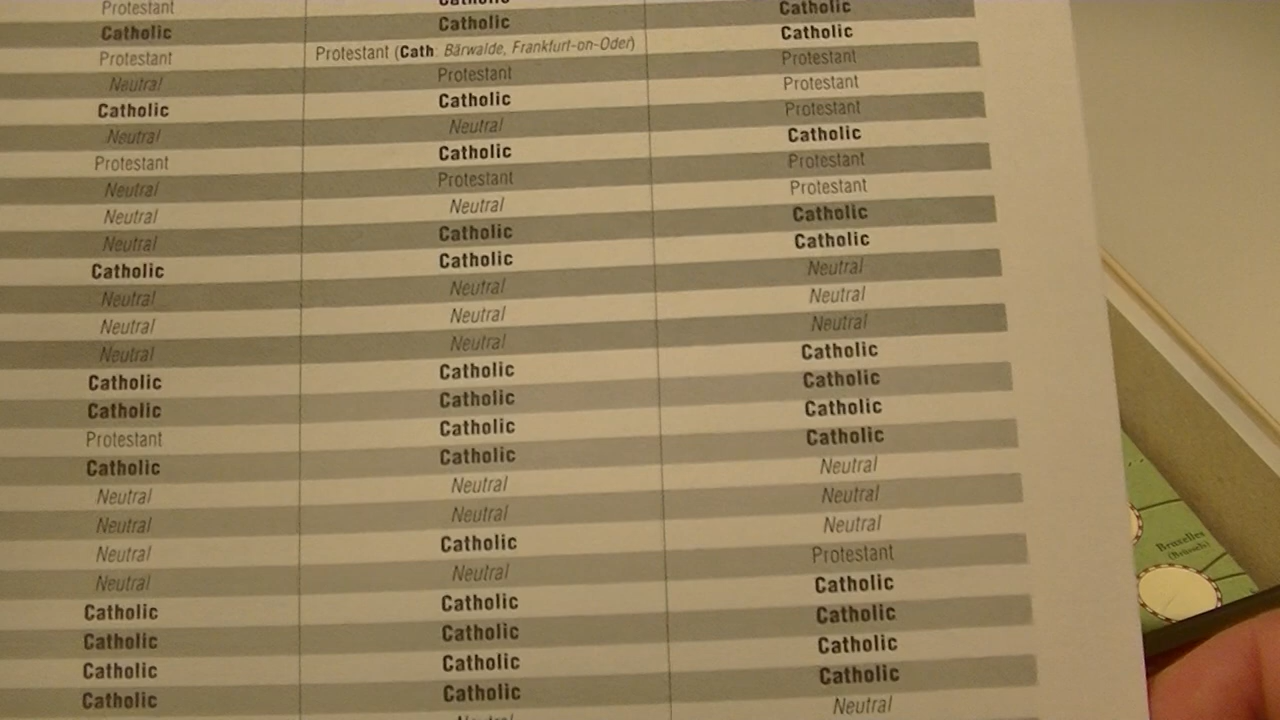 Protestant Catholic
Catholic Catholic Catholic
Protestant Protestant (Cath: Bärwalde, Frankfurt-on-Oder) Catholic
Neutral Protestant Protestant
Catholic Catholic Protestant
Neutral Neutral Protestant
Protestant Catholic Catholic
Neutral Protestant Protestant
Neutral Neutral Protestant
Neutral Catholic Catholic
Catholic Catholic Catholic
Neutral Neutral Neutral
Neutral Neutral Neutral
Neutral Neutral Neutral
Catholic Catholic Catholic
Catholic Catholic Catholic
Protestant Catholic Catholic
Catholic Catholic Catholic
Neutral Neutral Neutral
Neutral Neutral Neutral
Neutral Catholic Neutral
Neutral Neutral Protestant
Catholic Catholic Catholic
Catholic Catholic Catholic
Catholic Catholic Catholic
Catholic Catholic Catholic
Neutral Neutral
Bruxelles
(Brüssel)